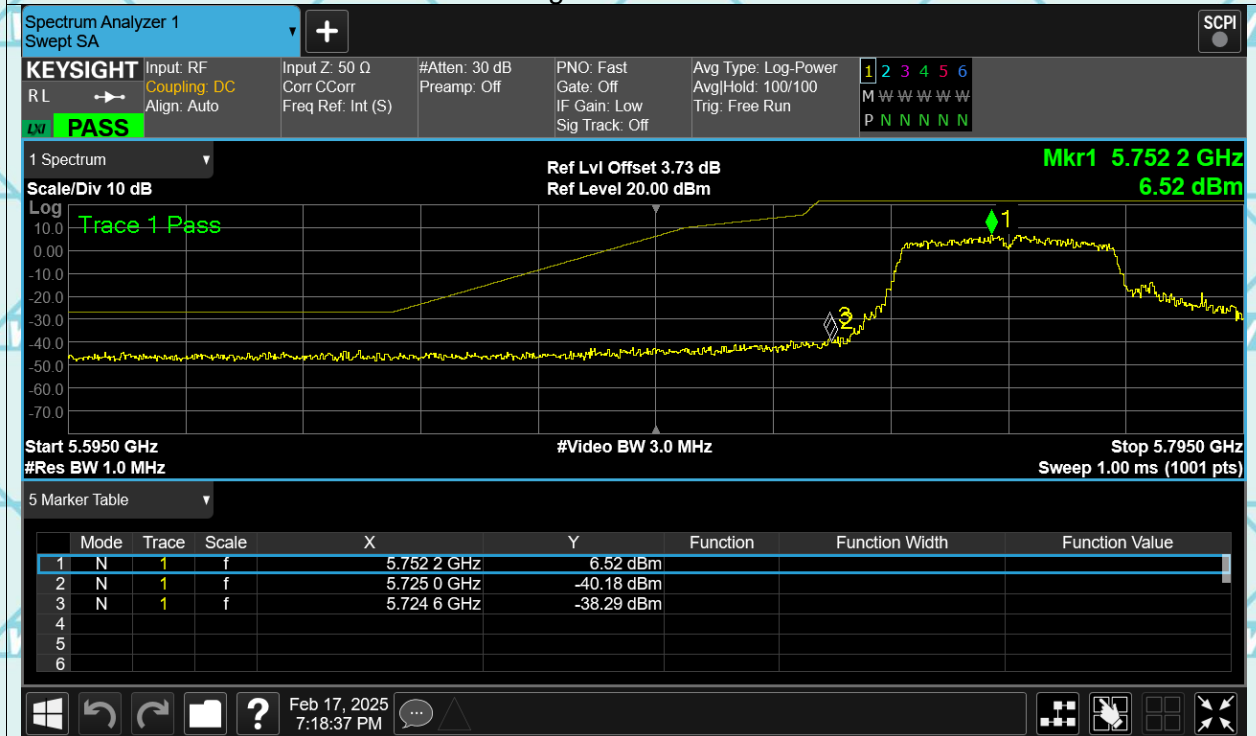 Spectrum Analyzer 1
Swept SA
+
SCPI
KEYSIGHT
R L
LXI PASS
Input: RF
Coupling: DC
Align: Auto
Input Z: 50 Ω
Corr CCorr
Freq Ref: Int (S)
#Atten: 30 dB
Preamp: Off
PNO: Fast
Gate: Off
IF Gain: Low
Sig Track: Off
Avg Type: Log-Power
Avg|Hold: 100/100
Trig: Free Run
1 2 3 4 5 6
M W W W W W
P N N N N N
1 Spectrum
Scale/Div 10 dB
Ref Lvl Offset 3.73 dB
Ref Level 20.00 dBm
Mkr1 5.752 2 GHz
6.52 dBm
Log
Trace 1 Pass
10.0
0.00
-10.0
-20.0
-30.0
-40.0
-50.0
-60.0
-70.0
1
3
2
Start 5.5950 GHz
#Video BW 3.0 MHz
Stop 5.7950 GHz
#Res BW 1.0 MHz
Sweep 1.00 ms (1001 pts)
5 Marker Table
Mode Trace Scale X Y Function Function Width Function Value
1 N 1 f 5.752 2 GHz 6.52 dBm
2 N 1 f 5.725 0 GHz -40.18 dBm
3 N 1 f 5.724 6 GHz -38.29 dBm
4
5
6
?
Feb 17, 2025
7:18:37 PM